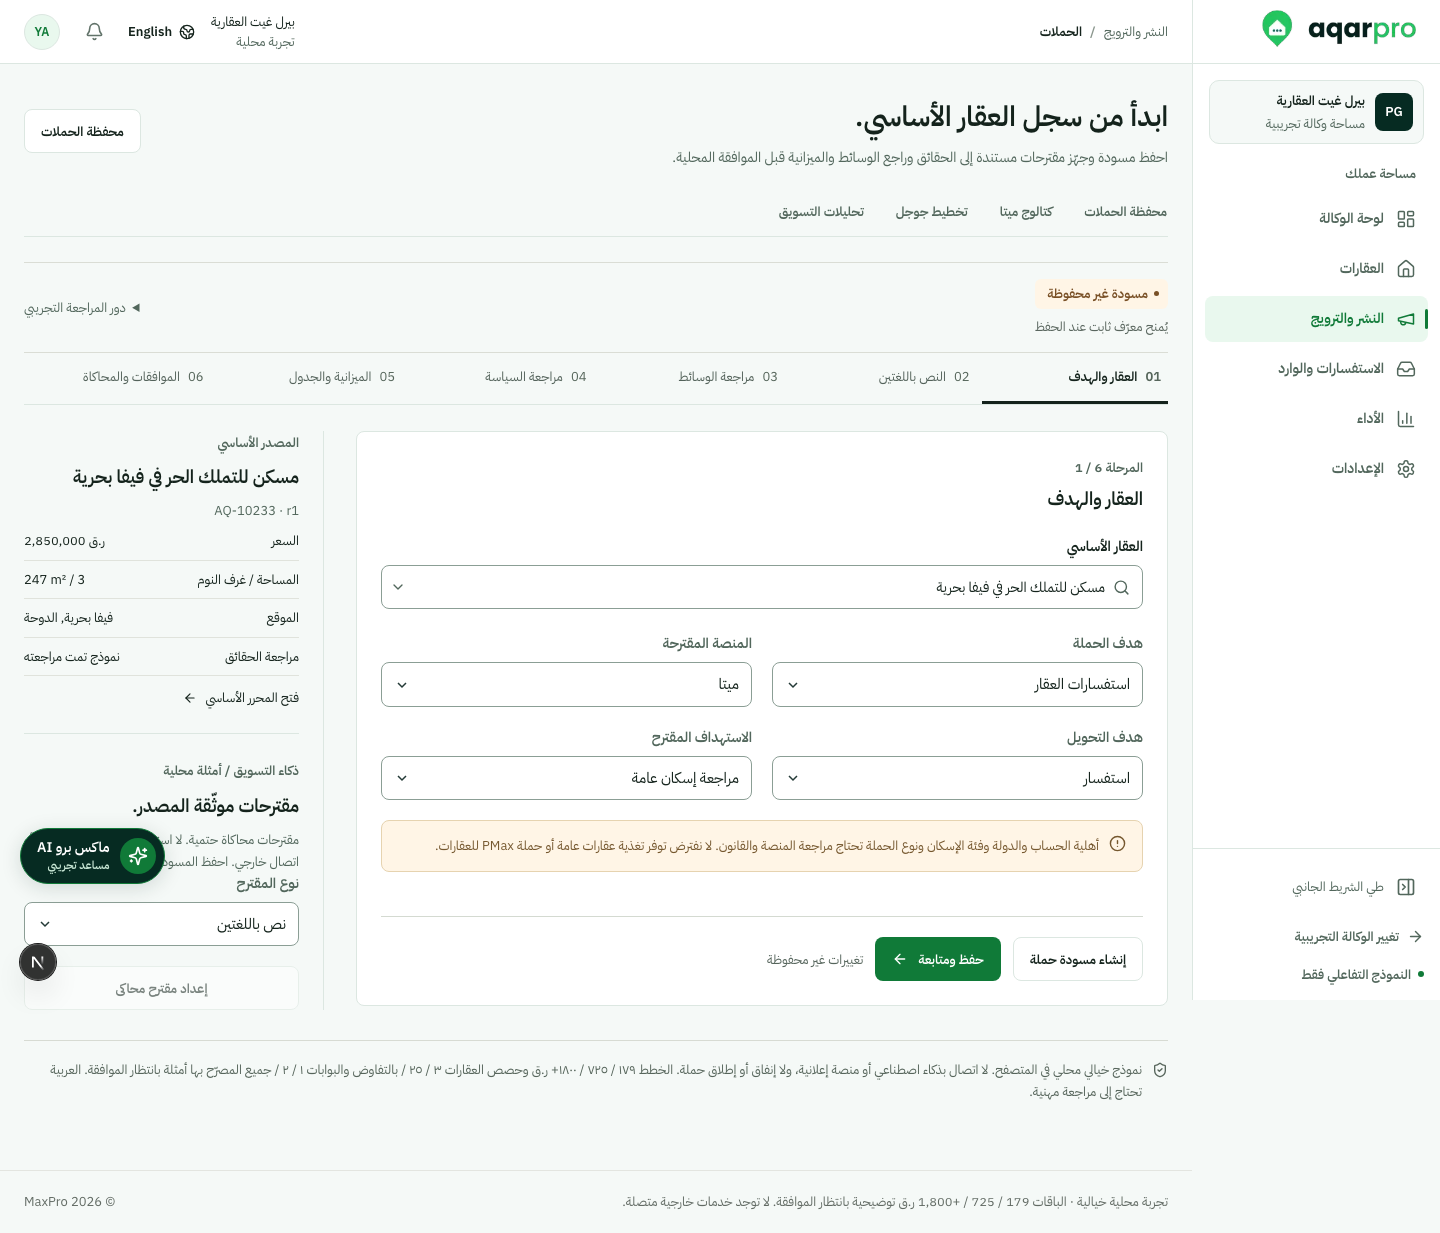 aqarpro
النشر والترويج / الحملات
بيرل غيت العقارية
تجربة محلية
English
YA
PG
بيرل غيت العقارية
مساحة وكالة تجريبية
مساحة عملك
لوحة الوكالة
العقارات
النشر والترويج
الاستفسارات والوارد
الأداء
الإعدادات
طي الشريط الجانبي
تغيير الوكالة التجريبية
النموذج التفاعلي فقط
ابدأ من سجل العقار الأساسي.
احفظ مسودة وجهّز مقترحات مستندة إلى الحقائق وراجع الوسائط والميزانية قبل الموافقة المحلية.
محفظة الحملات
محفظة الحملات
كتالوج ميتا
تخطيط جوجل
تحليلات التسويق
مسودة غير محفوظة
يُمنح معرّف ثابت عند الحفظ
دور المراجعة التجريبي
01 العقار والهدف
02 النص باللغتين
03 مراجعة الوسائط
04 مراجعة السياسة
05 الميزانية والجدول
06 الموافقات والمحاكاة
المرحلة 6 / 1
العقار والهدف
العقار الأساسي
مسكن للتملك الحر في فيفا بحرية
هدف الحملة
استفسارات العقار
المنصة المقترحة
ميتا
هدف التحويل
استفسار
الاستهداف المقترح
مراجعة إسكان عامة
أهلية الحساب والدولة وفئة الإسكان ونوع الحملة تحتاج مراجعة المنصة والقانون. لا نفترض توفر تغذية عقارات عامة أو حملة PMax للعقارات.
إنشاء مسودة حملة
حفظ ومتابعة
تغييرات غير محفوظة
المصدر الأساسي
مسكن للتملك الحر في فيفا بحرية
AQ-10233 · r1
السعر
ر.ق 2,850,000
المساحة / غرف النوم
247 m² / 3
الموقع
فيفا بحرية, الدوحة
مراجعة الحقائق
نموذج تمت مراجعته
فتح المحرر الأساسي
ذكاء التسويق / أمثلة محلية
مقترحات موثّقة المصدر.
مقترحات محاكاة حتمية. لا
اتصال خارجي. احفظ
ماكس برو AI
مساعد تجريبي
نوع المقترح
نص باللغتين
إعداد مقترح محاكى
نموذج خيالي محلي في المتصفح. لا اتصال بذكاء اصطناعي أو منصة إعلانية، ولا إنفاق أو إطلاق حملة. الخطط ١٧٩ / ٧٢٥ / ١٨٠٠+ ر.ق وحصص العقارات ٣ / ٢٥ / بالتفاوض والبوابات ١ / ٢ / جميع المصرّح بها أمثلة بانتظار الموافقة. العربية
تحتاج إلى مراجعة مهنية.
تجربة محلية خيالية · الباقات 179 / 725 / +1,800 ر.ق توضيحية بانتظار الموافقة. لا توجد خدمات خارجية متصلة.
© 2026 MaxPro